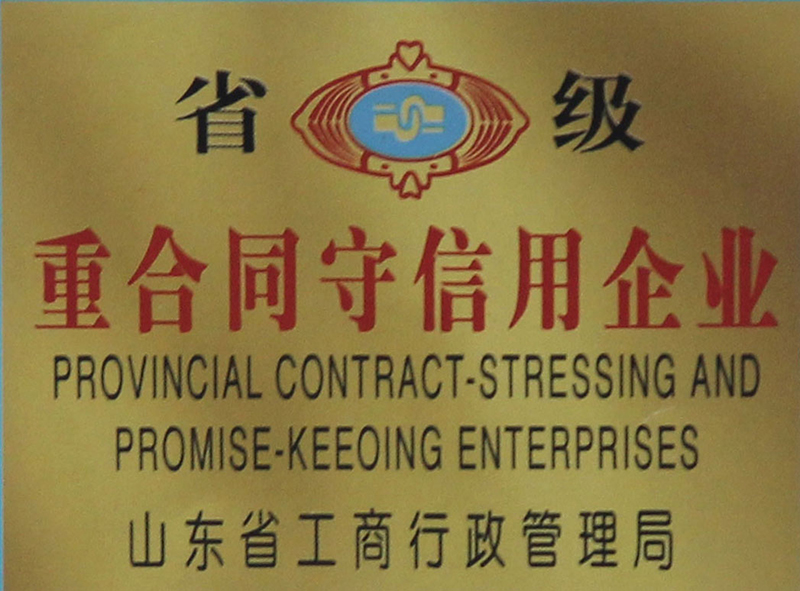 省 级
重合同守信用企业
PROVINCIAL CONTRACT-STRESSING AND
PROMISE-KEEOING ENTERPRISES
山东省工商行政管理局